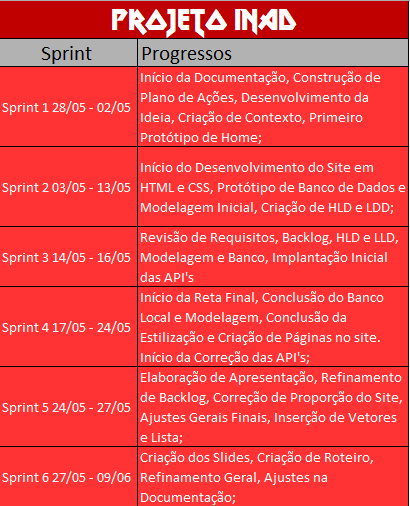 PROJETO INAD
Sprint
Progressos
Sprint 1 28/05 - 02/05
Início da Documentação, Construção de
Plano de Ações, Desenvolvimento da
Ideia, Criação de Contexto, Primeiro
Protótipo de Home;
Sprint 2 03/05 - 13/05
Início do Desenvolvimento do Site em
HTML e CSS, Protótipo de Banco de Dados e
Modelagem Inicial, Criação de HLD e LDD;
Sprint 3 14/05 - 16/05
Revisão de Requisitos, Backlog, HLD e LLD,
Modelagem e Banco, Implantação Inicial
das API's
Sprint 4 17/05 - 24/05
Início da Reta Final, Conclusão do Banco
Local e Modelagem, Conclusão da
Estilização e Criação de Páginas no site.
Início da Correção das API's;
Sprint 5 24/05 - 27/05
Elaboração de Apresentação, Refinamento
de Backlog, Correção de Proporção do Site,
Ajustes Gerais Finais, Inserção de Vetores
e Lista;
Sprint 6 27/05 - 09/06
Criação dos Slides, Criação de Roteiro,
Refinamento Geral, Ajustes na
Documentação;